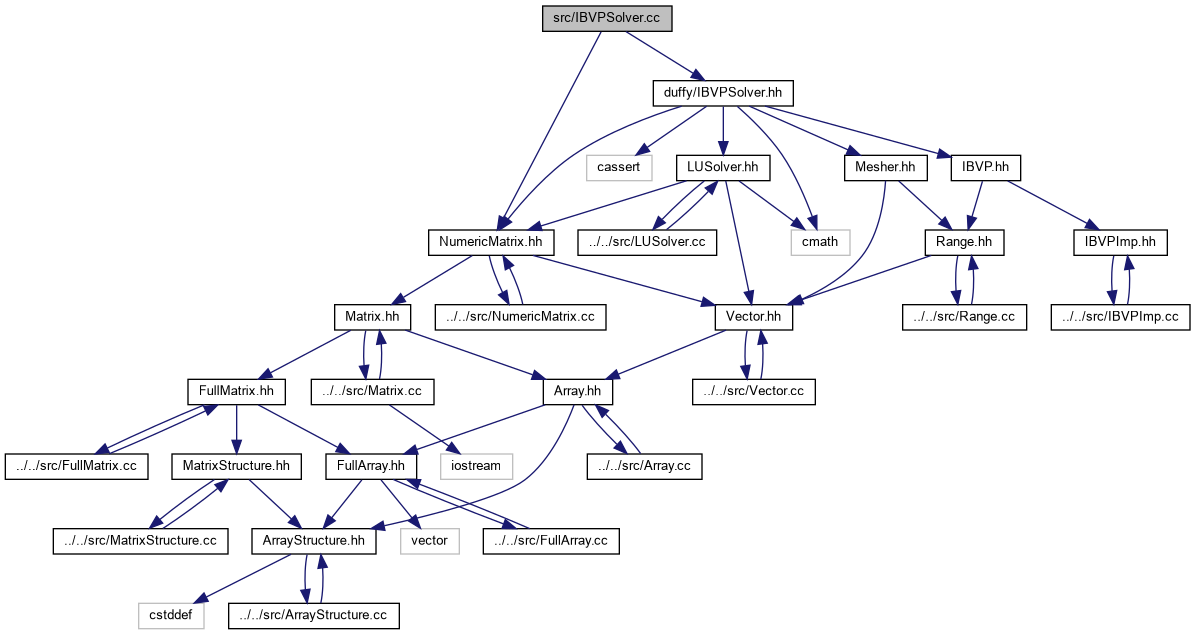 src/IBVPSolver.cc
duffy/IBVPSolver.hh
cassert
LUSolver.hh
Mesher.hh
IBVP.hh
NumericMatrix.hh
../../src/LUSolver.cc
cmath
Range.hh
IBVPImp.hh
Matrix.hh
../../src/NumericMatrix.cc
Vector.hh
../../src/Range.cc
../../src/IBVPImp.cc
FullMatrix.hh
../../src/Matrix.cc
Array.hh
../../src/Vector.cc
../../src/FullMatrix.cc
MatrixStructure.hh
FullArray.hh
iostream
../../src/Array.cc
../../src/MatrixStructure.cc
ArrayStructure.hh
vector
../../src/FullArray.cc
cstddef
../../src/ArrayStructure.cc